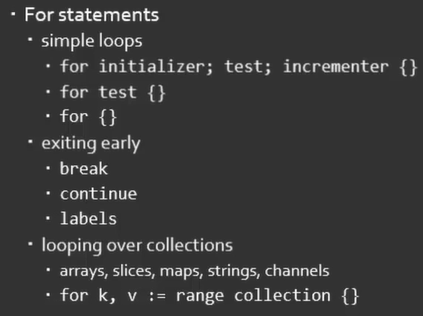 · For statements
· simple loops
· for initializer; test; incrementer {}
· for test {}
· for {}
· exiting early
· break
· continue
· labels
· looping over collections
· arrays, slices, maps, strings, channels
· for k, v := range collection {}